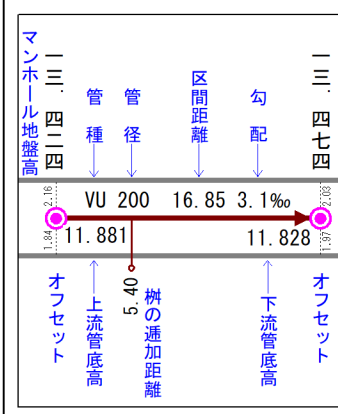 マンホール地盤高
一三. 四二四
管種
管径
区間距離
勾配
一三. 四七四
2.16
VU 200 16.85 3.1‰
2.03
1.84
11.881
11.828
1.97
オフセット
上流管底高
5.40
桝の逓加距離
下流管底高
オフセット